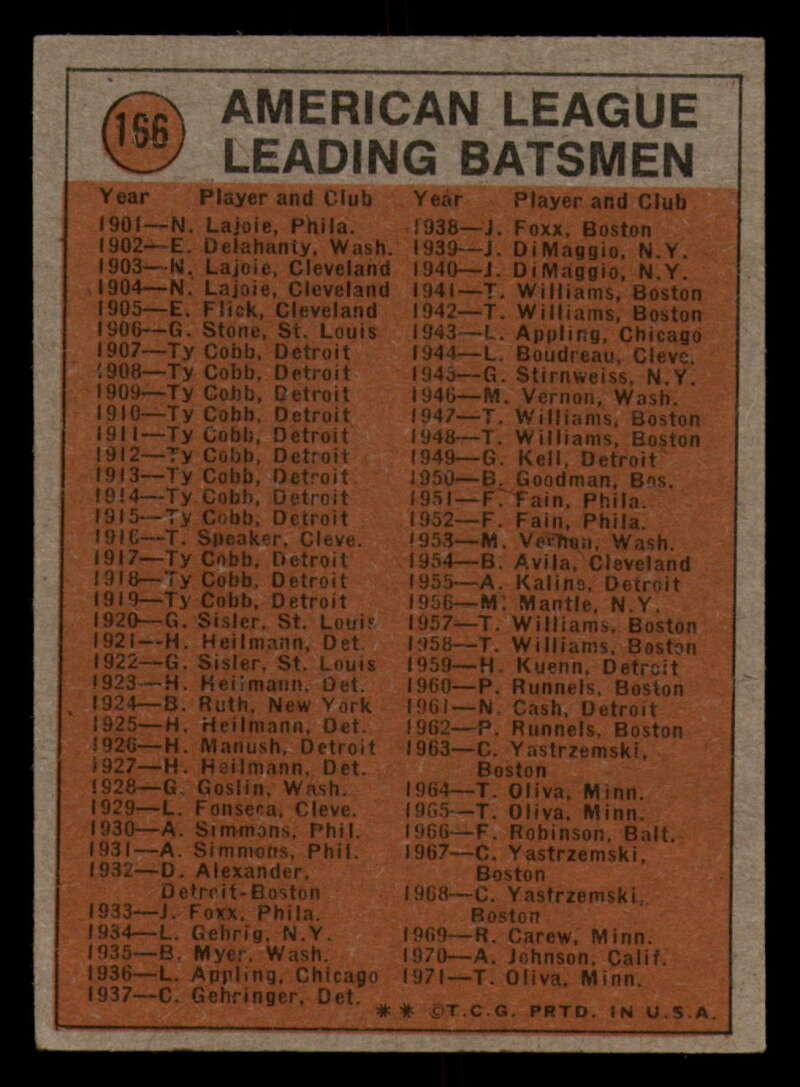 166
AMERICAN LEAGUE
LEADING BATSMEN
Year Player and Club
1901—N. Lajoie, Phila.
1902—E. Delahanty, Wash.
1903—N. Lajoie, Cleveland
1904—N. Lajoie, Cleveland
1905—E. Flick, Cleveland
1906—G. Stone, St. Louis
1907—Ty Cobb, Detroit
1908—Ty Cobb, Detroit
1909—Ty Cobb, Detroit
1910—Ty Cobb, Detroit
1911—Ty Cobb, Detroit
1912—Ty Cobb, Detroit
1913—Ty Cobb, Detroit
1914—Ty Cobb, Detroit
1915—Ty Cobb, Detroit
1916—T. Speaker, Cleve.
1917—Ty Cobb, Detroit
1918—Ty Cobb, Detroit
1919—Ty Cobb, Detroit
1920—G. Sisler, St. Louis
1921—H. Heilmann, Det.
1922—G. Sisler, St. Louis
1923—H. Heilmann, Det.
1924—B. Ruth, New York
1925—H. Heilmann, Det.
1926—H. Manush, Detroit
1927—H. Heilmann, Det.
1928—G. Goslin, Wash.
1929—L. Fonseca, Cleve.
1930—A. Simmons, Phil.
1931—A. Simmons, Phil.
1932—D. Alexander,
Detroit-Boston
1933—J. Foxx, Phila.
1934—L. Gehrig, N.Y.
1935—B. Myer, Wash.
1936—L. Appling, Chicago
1937—C. Gehringer, Det.
Year Player and Club
1938—J. Foxx, Boston
1939—J. DiMaggio, N.Y.
1940—J. DiMaggio, N.Y.
1941—T. Williams, Boston
1942—T. Williams, Boston
1943—L. Appling, Chicago
1944—L. Boudreau, Cleve.
1945—G. Stirnweiss, N.Y.
1946—M. Vernon, Wash.
1947—T. Williams, Boston
1948—T. Williams, Boston
1949—G. Kell, Detroit
1950—B. Goodman, Bos.
1951—F. Fain, Phila.
1952—F. Fain, Phila.
1953—M. Vernon, Wash.
1954—B. Avila, Cleveland
1955—A. Kaline, Detroit
1956—M. Mantle, N.Y.
1957—T. Williams, Boston
1958—T. Williams, Boston
1959—H. Kuenn, Detroit
1960—P. Runnels, Boston
1961—N. Cash, Detroit
1962—P. Runnels, Boston
1963—C. Yastrzemski,
Boston
1964—T. Oliva, Minn.
1965—T. Oliva, Minn.
1966—F. Robinson, Balt.
1967—C. Yastrzemski,
Boston
1968—C. Yastrzemski,
Boston
1969—R. Carew, Minn.
1970—A. Johnson, Calif.
1971—T. Oliva, Minn.
** ©T.C.G. PRTD. IN U.S.A.